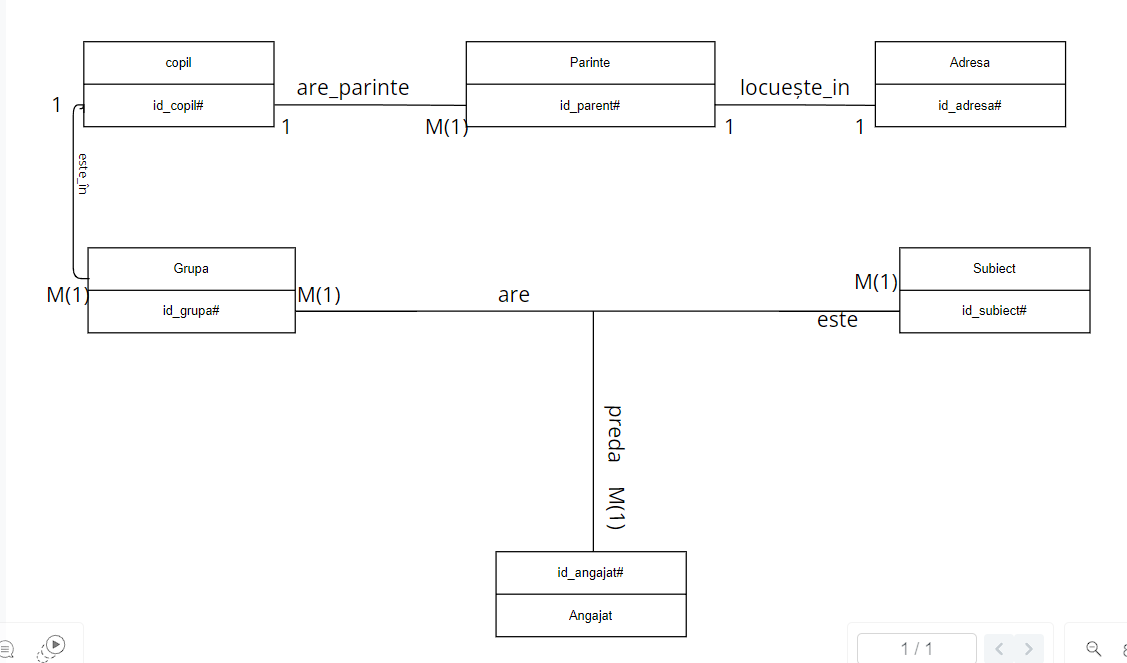 copil
id_copil#
are_parinte
1
M(1)
Parinte
id_parent#
locuește_in
1
1
Adresa
id_adresa#
1
este_în
M(1)
Grupa
id_grupa#
M(1)
are
M(1)
este
Subiect
id_subiect#
preda M(1)
id_angajat#
Angajat
1 / 1